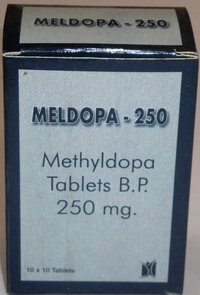 MELDOPA - 250
MELDOPA - 250
Methyldopa
Tablets B.P.
250 mg.
10 x 10 Tablets